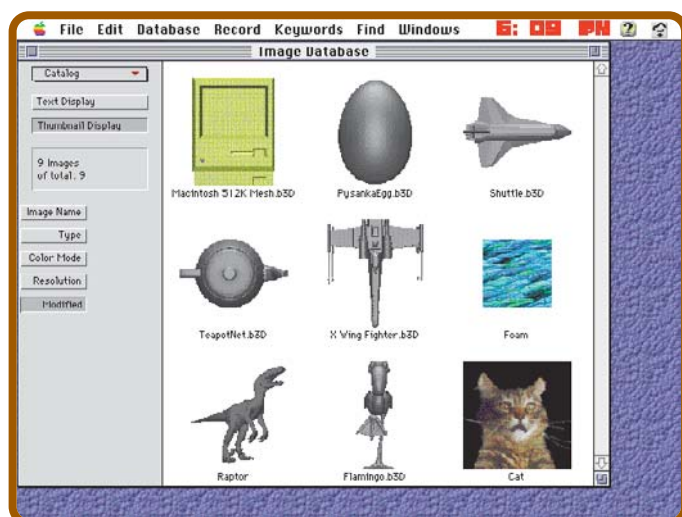 File Edit Database Record Keywords Find Windows 6:09 PM
Image Database
Catalog
Text Display
Thumbnail Display
9 Images
of total, 9
Image Name
Type
Color Mode
Resolution
Modified
Macintosh 512K Mesh.b3D PysankaEgg.b3D Shuttle.b3D
TeapotNet.b3D X Wing Fighter.b3D Foam
Raptor Flamingo.b3D Cat